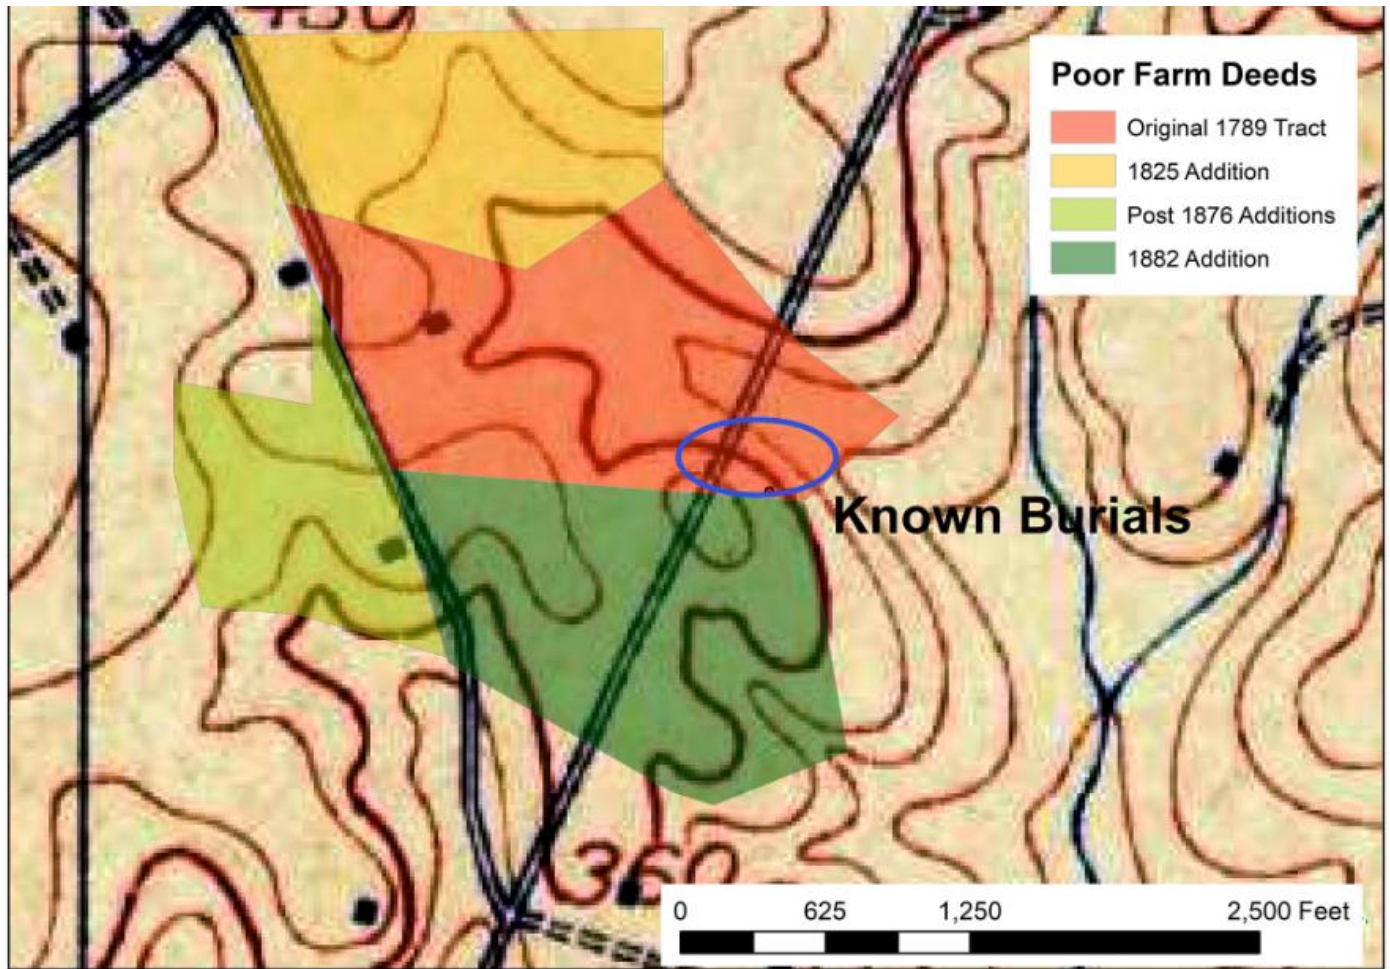 Poor Farm Deeds
Original 1789 Tract
1825 Addition
Post 1876 Additions
1882 Addition
Known Burials
360
0 625 1,250 2,500 Feet